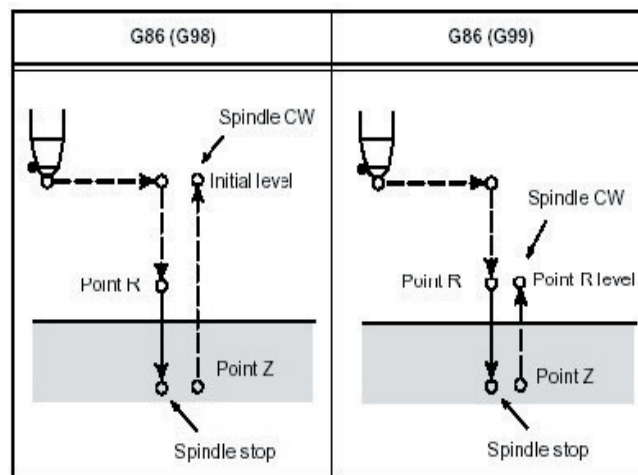 G86 (G98)
G86 (G99)
Spindle CW
Initial level
Point R
Point Z
Spindle stop
Spindle CW
Point R
Point R level
Point Z
Spindle stop